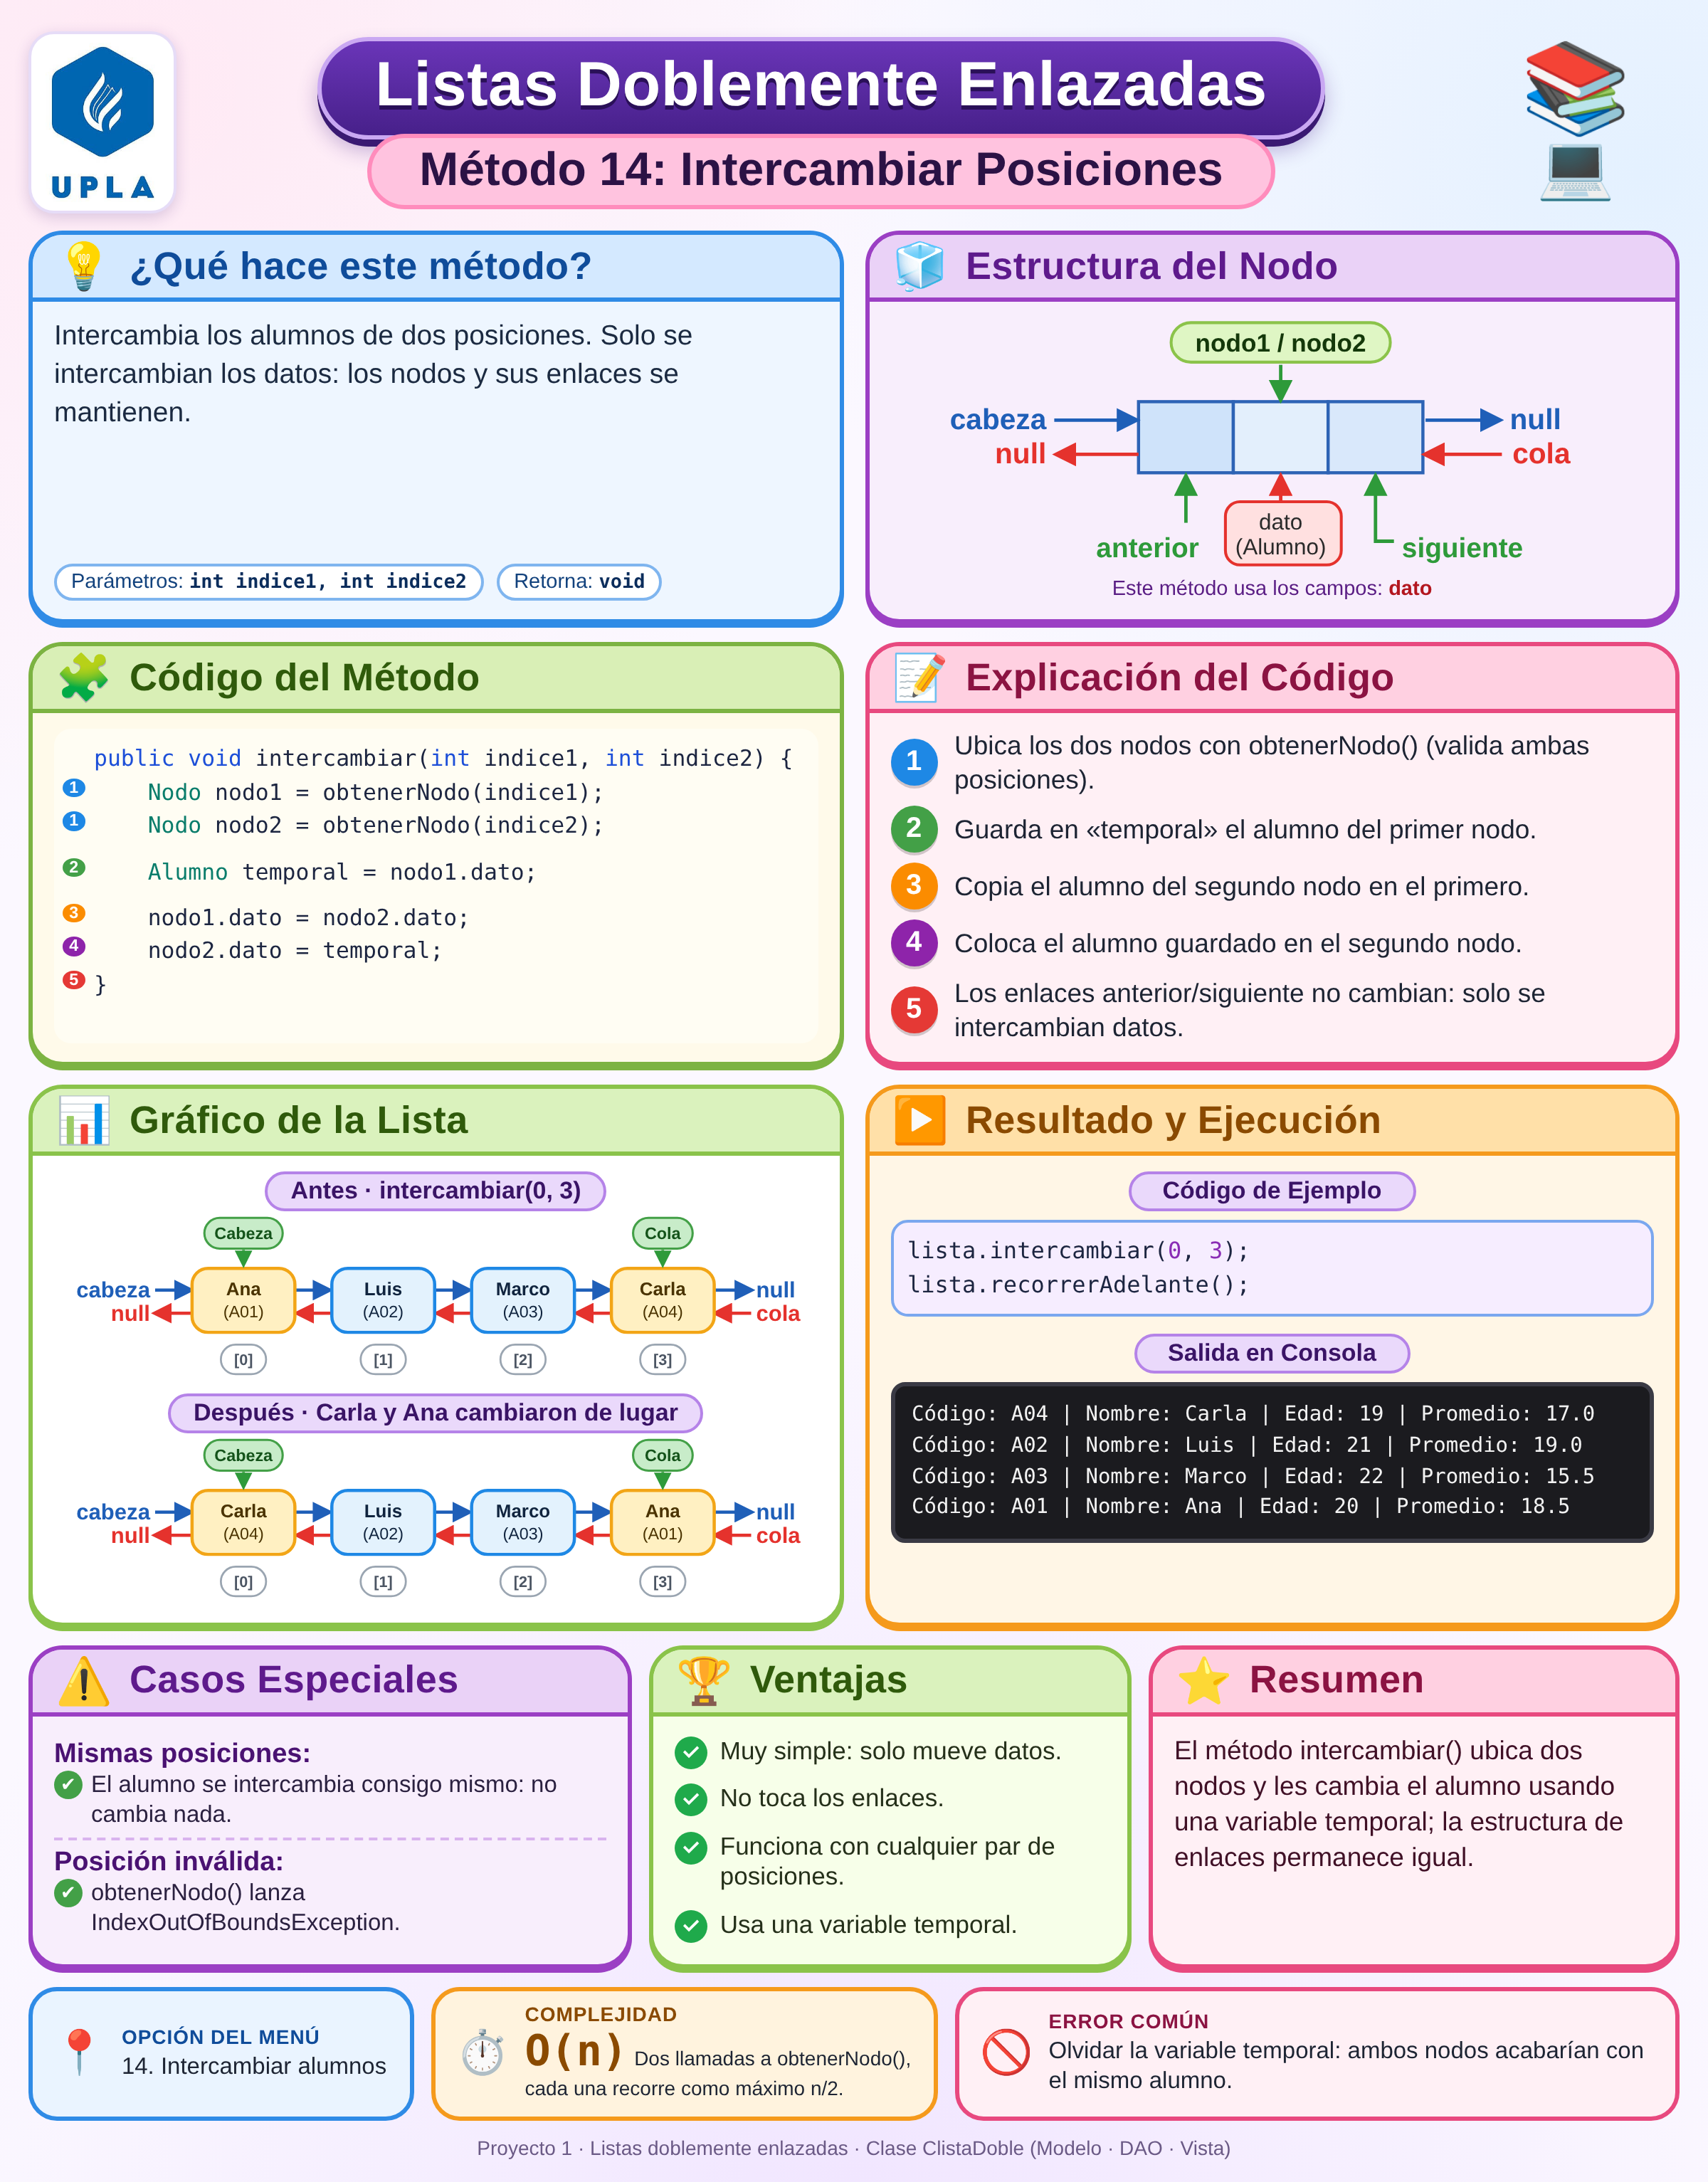 UPLA
Listas Doblemente Enlazadas
Método 14: Intercambiar Posiciones
¿Qué hace este método?
Intercambia los alumnos de dos posiciones. Solo se
intercambian los datos: los nodos y sus enlaces se
mantienen.
Parámetros: int indice1, int indice2
Retorna: void
Estructura del Nodo
nodo1 / nodo2
cabeza
null
null
cola
anterior
dato
(Alumno)
siguiente
Este método usa los campos: dato
Código del Método
public void intercambiar(int indice1, int indice2) {
1 Nodo nodo1 = obtenerNodo(indice1);
1 Nodo nodo2 = obtenerNodo(indice2);
2 Alumno temporal = nodo1.dato;
3 nodo1.dato = nodo2.dato;
4 nodo2.dato = temporal;
5 }
Explicación del Código
1 Ubica los dos nodos con obtenerNodo() (valida ambas
posiciones).
2 Guarda en «temporal» el alumno del primer nodo.
3 Copia el alumno del segundo nodo en el primero.
4 Coloca el alumno guardado en el segundo nodo.
5 Los enlaces anterior/siguiente no cambian: solo se
intercambian datos.
Gráfico de la Lista
Antes · intercambiar(0, 3)
Cabeza Cola
cabeza Ana Luis Marco Carla null
null (A01) (A02) (A03) (A04) cola
[0] [1] [2] [3]
Después · Carla y Ana cambiaron de lugar
Cabeza Cola
cabeza Carla Luis Marco Ana null
null (A04) (A02) (A03) (A01) cola
[0] [1] [2] [3]
Resultado y Ejecución
Código de Ejemplo
lista.intercambiar(0, 3);
lista.recorrerAdelante();
Salida en Consola
Código: A04 | Nombre: Carla | Edad: 19 | Promedio: 17.0
Código: A02 | Nombre: Luis | Edad: 21 | Promedio: 19.0
Código: A03 | Nombre: Marco | Edad: 22 | Promedio: 15.5
Código: A01 | Nombre: Ana | Edad: 20 | Promedio: 18.5
Casos Especiales
Mismas posiciones:
El alumno se intercambia consigo mismo: no
cambia nada.
Posición inválida:
obtenerNodo() lanza
IndexOutOfBoundsException.
Ventajas
Muy simple: solo mueve datos.
No toca los enlaces.
Funciona con cualquier par de
posiciones.
Usa una variable temporal.
Resumen
El método intercambiar() ubica dos
nodos y les cambia el alumno usando
una variable temporal; la estructura de
enlaces permanece igual.
OPCIÓN DEL MENÚ
14. Intercambiar alumnos
COMPLEJIDAD
O(n) Dos llamadas a obtenerNodo(),
cada una recorre como máximo n/2.
ERROR COMÚN
Olvidar la variable temporal: ambos nodos acabarían con
el mismo alumno.
Proyecto 1 · Listas doblemente enlazadas · Clase ClistaDoble (Modelo · DAO · Vista)